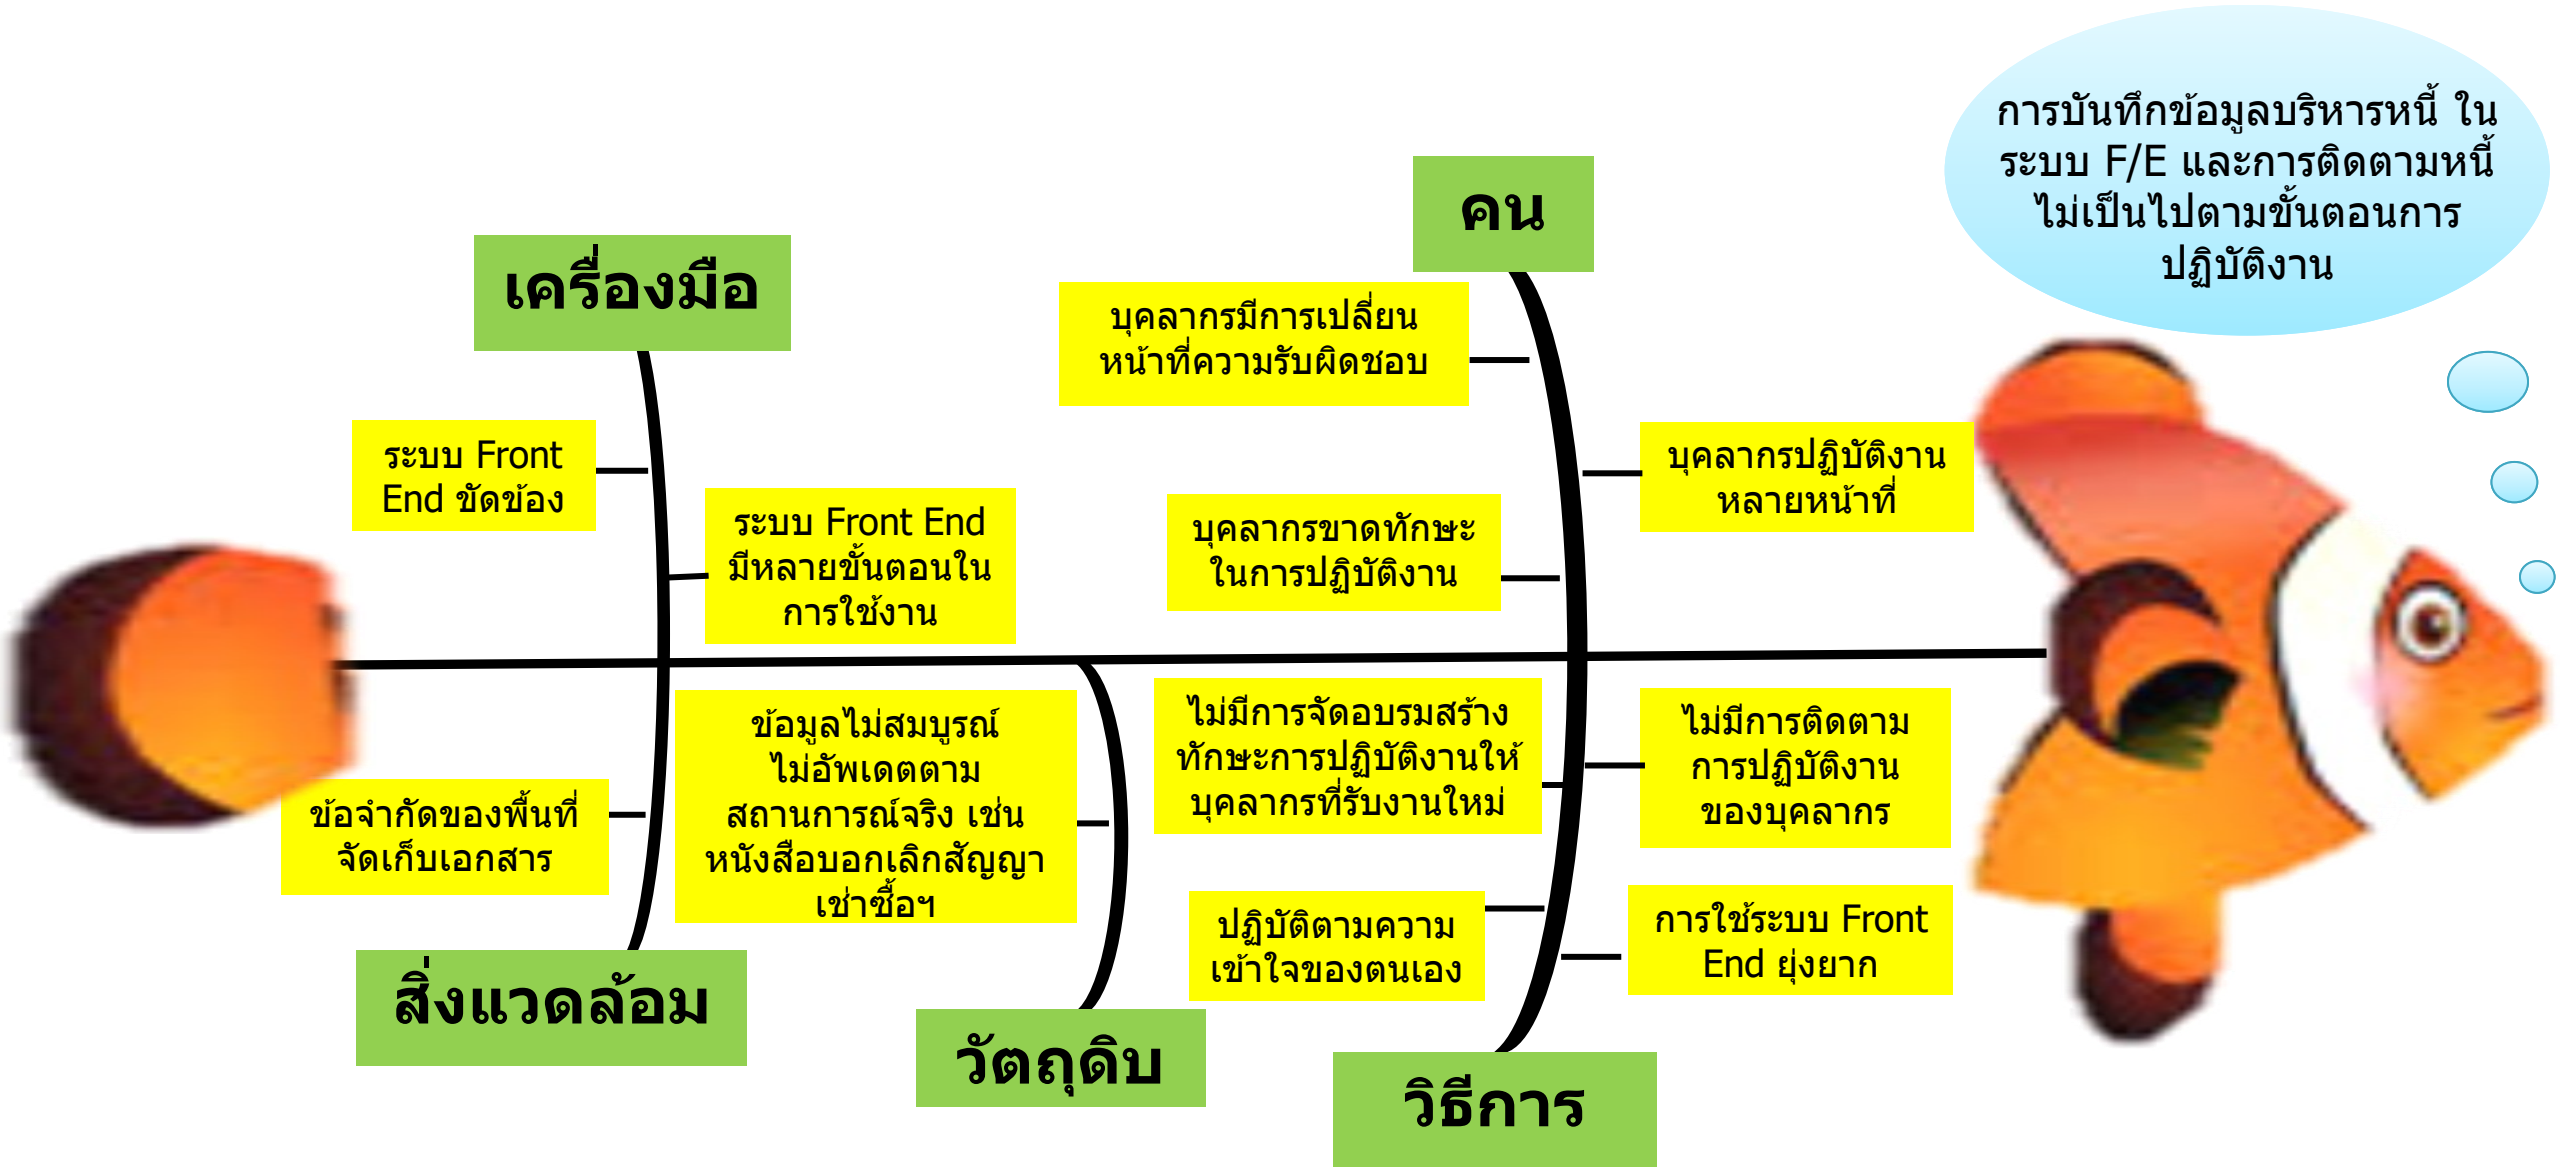 การบันทึกข้อมูลบริหารหนี้ ใน
ระบบ F/E และการติดตามหนี้
ไม่เป็นไปตามขั้นตอนการ
ปฏิบัติงาน
คน
เครื่องมือ
บุคลากรมีการเปลี่ยน
หน้าที่ความรับผิดชอบ
ระบบ Front
End ขัดข้อง
บุคลากรปฏิบัติงาน
หลายหน้าที่
ระบบ Front End
มีหลายขั้นตอนใน
การใช้งาน
บุคลากรขาดทักษะ
ในการปฏิบัติงาน
ข้อจำกัดของพื้นที่
จัดเก็บเอกสาร
ข้อมูลไม่สมบูรณ์
ไม่อัพเดตตาม
สถานการณ์จริง เช่น
หนังสือบอกเลิกสัญญา
เช่าซื้อฯ
ไม่มีการจัดอบรมสร้าง
ทักษะการปฏิบัติงานให้
บุคลากรที่รับงานใหม่
ไม่มีการติดตาม
การปฏิบัติงาน
ของบุคลากร
ปฏิบัติตามความ
เข้าใจของตนเอง
การใช้ระบบ Front
End ยุ่งยาก
สิ่งแวดล้อม
วัตถุดิบ
วิธีการ